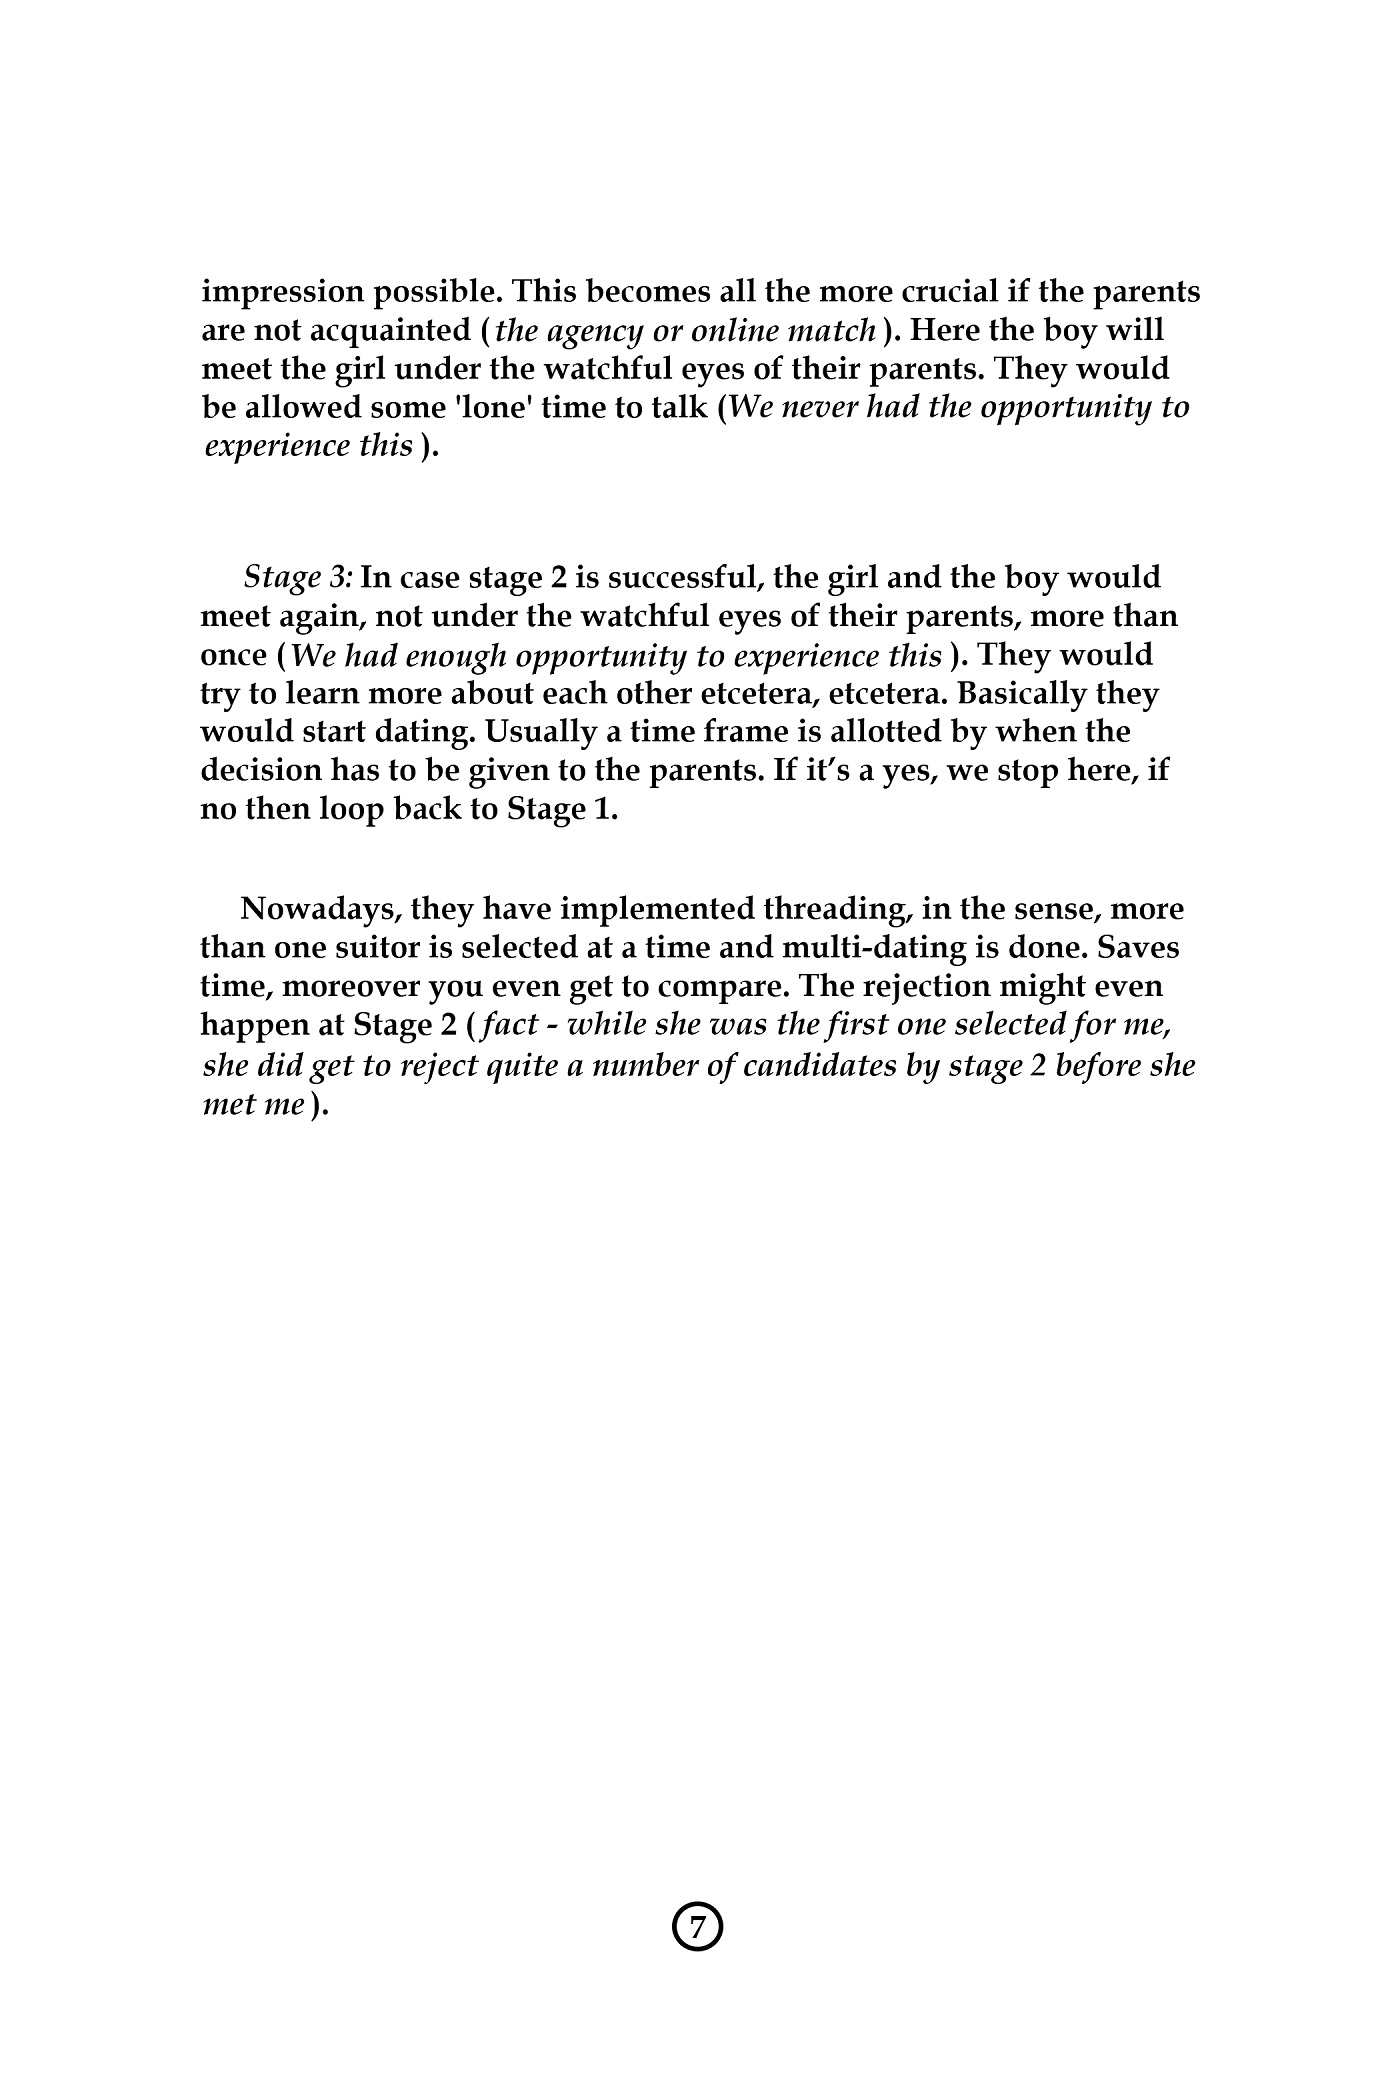 impression possible. This becomes all the more crucial if the parents
are not acquainted (the agency or online match). Here the boy will
meet the girl under the watchful eyes of their parents. They would
be allowed some 'lone' time to talk (We never had the opportunity to
experience this ).
Stage 3: In case stage 2 is successful, the girl and the boy would
meet again, not under the watchful eyes of their parents, more than
once (We had enough opportunity to experience this ). They would
try to learn more about each other etcetera, etcetera. Basically they
would start dating. Usually a time frame is allotted by when the
decision has to be given to the parents. If it’s a yes, we stop here, if
no then loop back to Stage 1.
Nowadays, they have implemented threading, in the sense, more
than one suitor is selected at a time and multi-dating is done. Saves
time, moreover you even get to compare. The rejection might even
happen at Stage 2 (fact - while she was the first one selected for me,
she did get to reject quite a number of candidates by stage 2 before she
met me ).
7